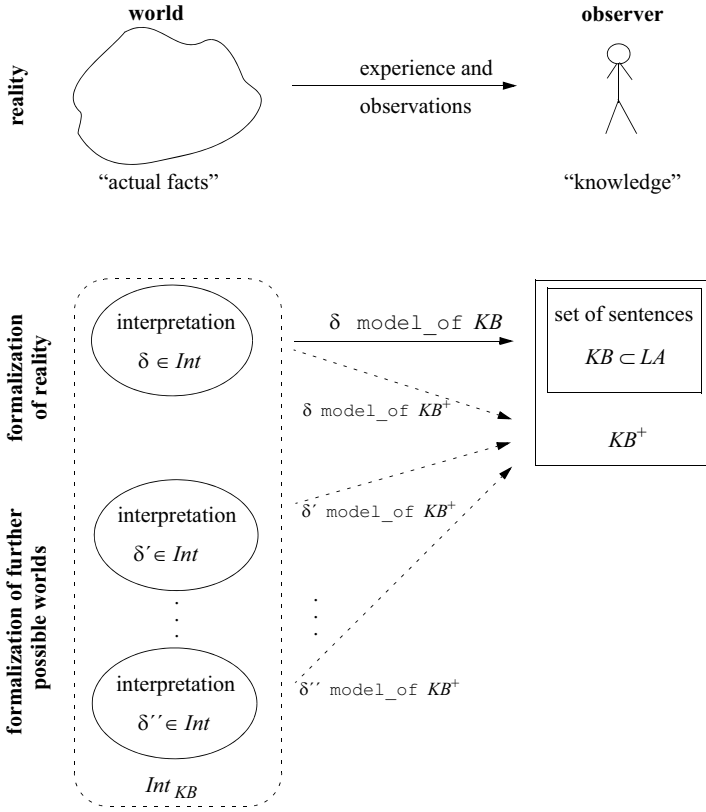 world
observer
reality
experience and
observations
“actual facts”
“knowledge”
formalization
of reality
interpretation
δ ∈ Int
δ model_of KB
set of sentences
KB ⊂ LA
δ model_of KB⁺
KB⁺
formalization of further
possible worlds
interpretation
δ′ ∈ Int
δ′ model_of KB⁺
interpretation
δ′′ ∈ Int
δ′′ model_of KB⁺
Int KB